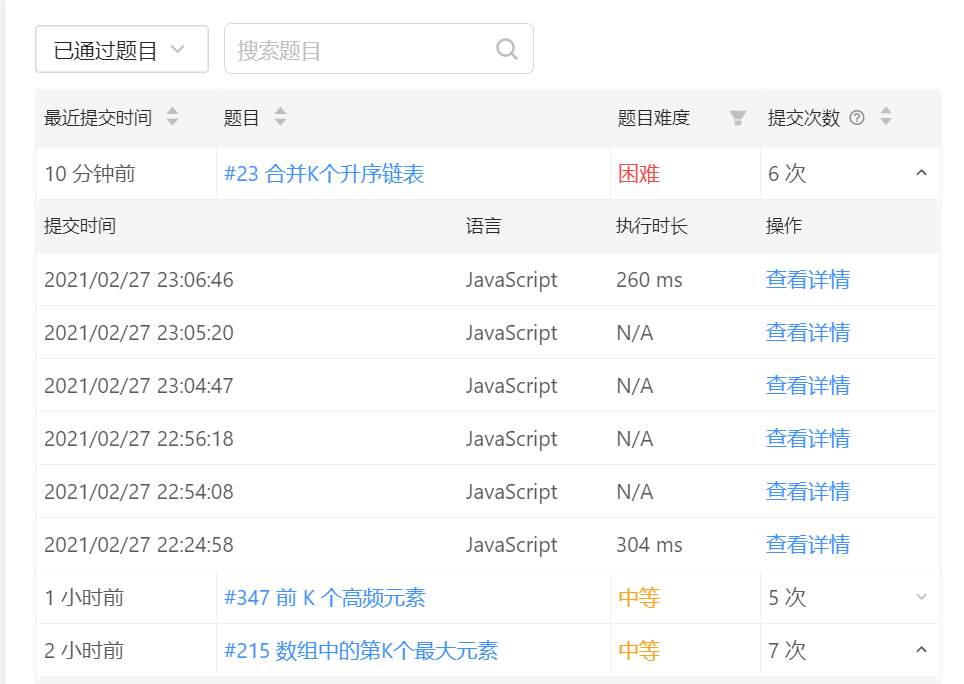 已通过题目 搜索题目
最近提交时间 题目 题目难度 提交次数 ?
10 分钟前 #23 合并K个升序链表 困难 6 次
提交时间 语言 执行时长 操作
2021/02/27 23:06:46 JavaScript 260 ms 查看详情
2021/02/27 23:05:20 JavaScript N/A 查看详情
2021/02/27 23:04:47 JavaScript N/A 查看详情
2021/02/27 22:56:18 JavaScript N/A 查看详情
2021/02/27 22:54:08 JavaScript N/A 查看详情
2021/02/27 22:24:58 JavaScript 304 ms 查看详情
1 小时前 #347 前 K 个高频元素 中等 5 次
2 小时前 #215 数组中的第K个最大元素 中等 7 次